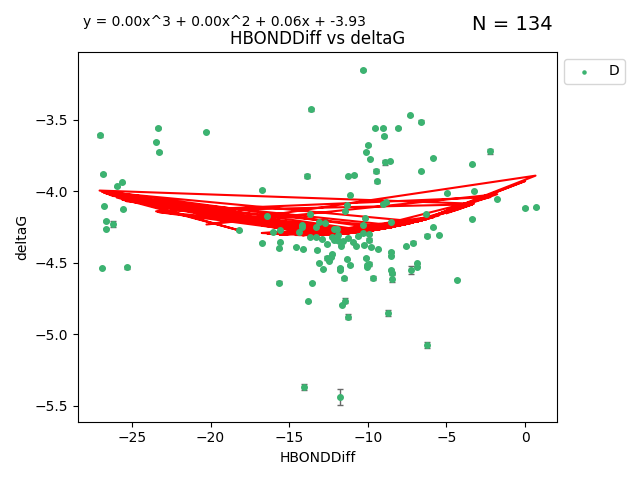 y = 0.00x^3 + 0.00x^2 + 0.06x + -3.93
N = 134
HBONDDiff vs deltaG
D
deltaG
−3.5
−4.0
−4.5
−5.0
−5.5
−25 −20 −15 −10 −5 0
HBONDDiff